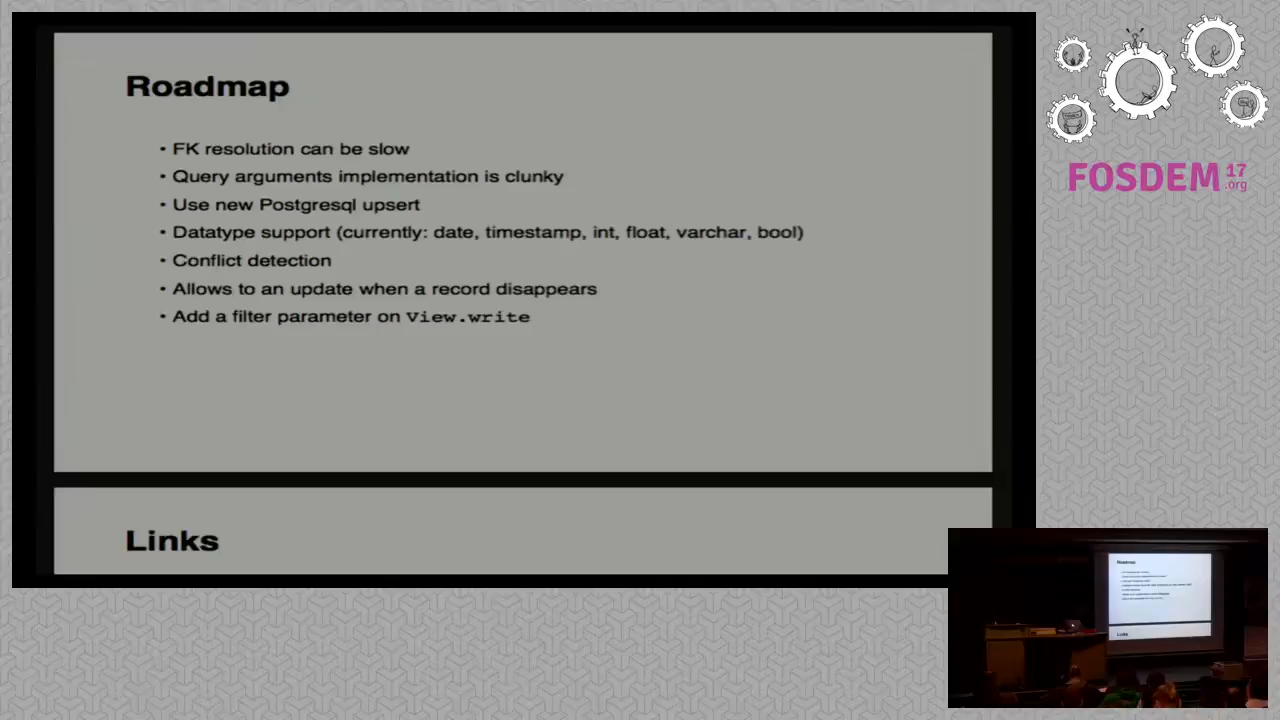 Roadmap
• FK resolution can be slow
• Query arguments implementation is clunky
• Use new Postgresql upsert
• Datatype support (currently: date, timestamp, int, float, varchar, bool)
• Conflict detection
• Allows to an update when a record disappears
• Add a filter parameter on View.write
Links
FOSDEM 17
.org
Roadmap
Links